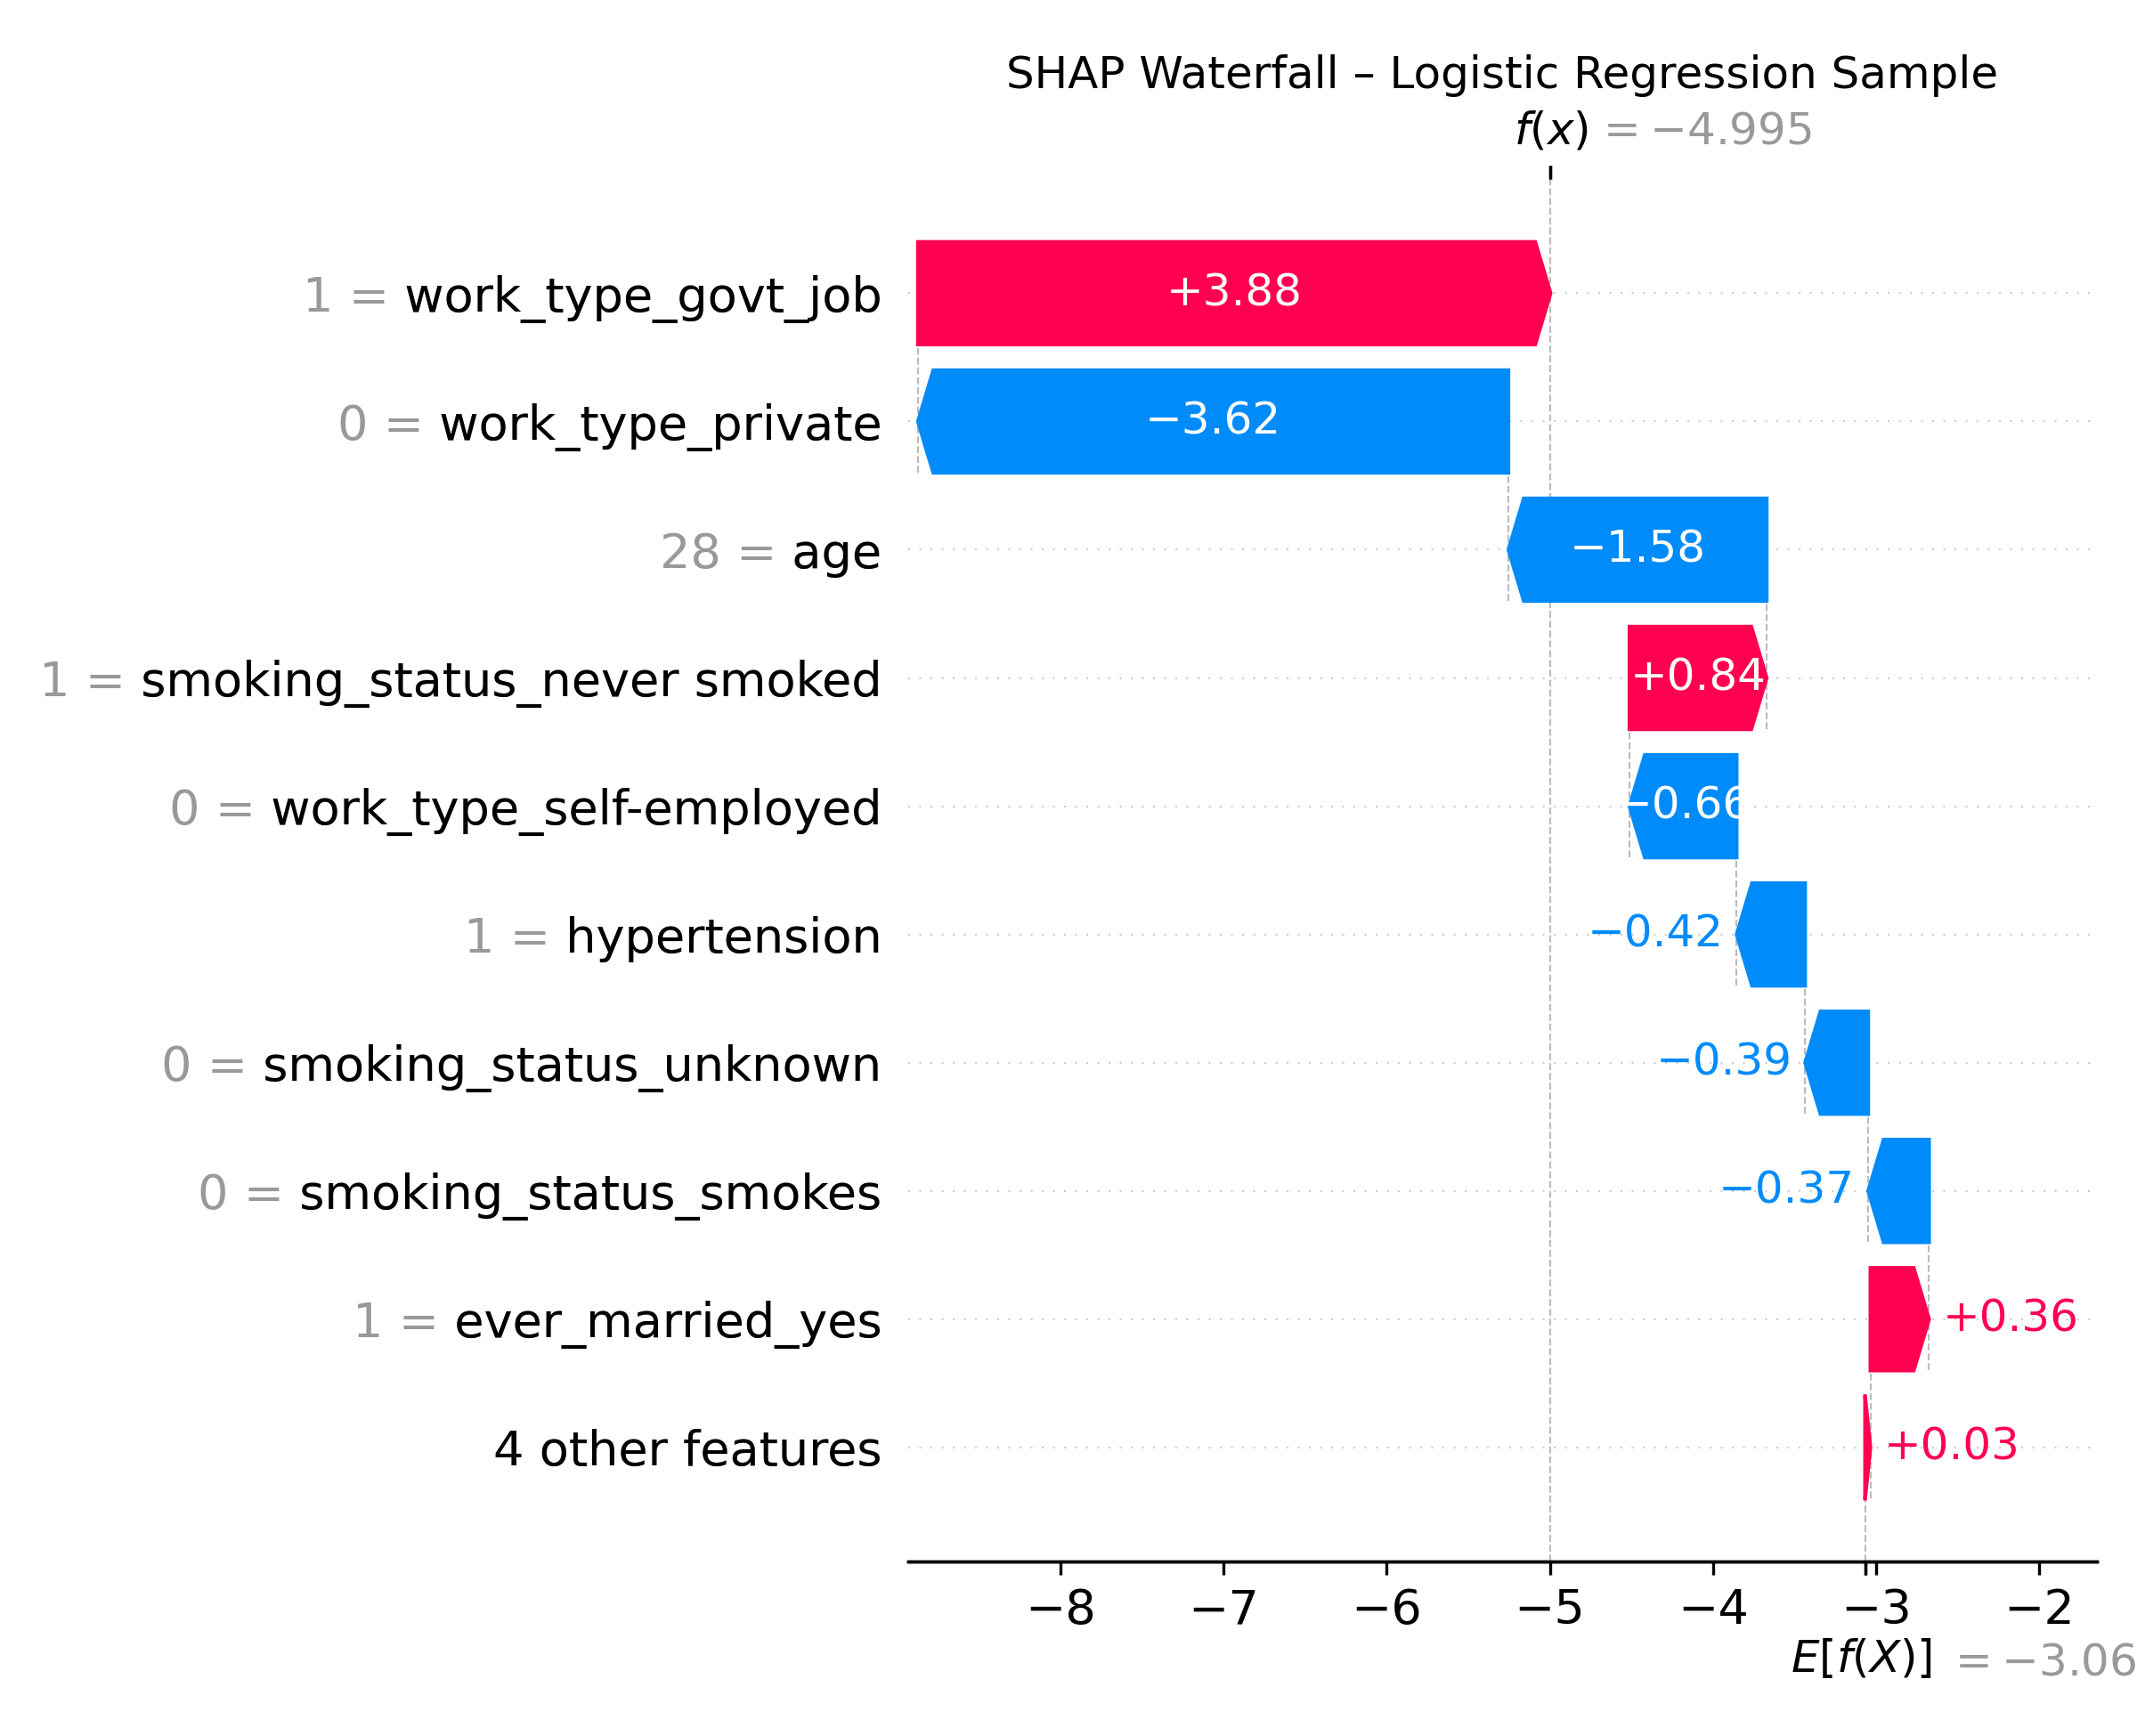 SHAP Waterfall – Logistic Regression Sample
f(x) = −4.995
1 = work_type_govt_job +3.88
0 = work_type_private −3.62
28 = age −1.58
1 = smoking_status_never smoked +0.84
0 = work_type_self-employed −0.66
1 = hypertension −0.42
0 = smoking_status_unknown −0.39
0 = smoking_status_smokes −0.37
1 = ever_married_yes +0.36
4 other features +0.03
−8 −7 −6 −5 −4 −3 −2
E[f(X)] = −3.06